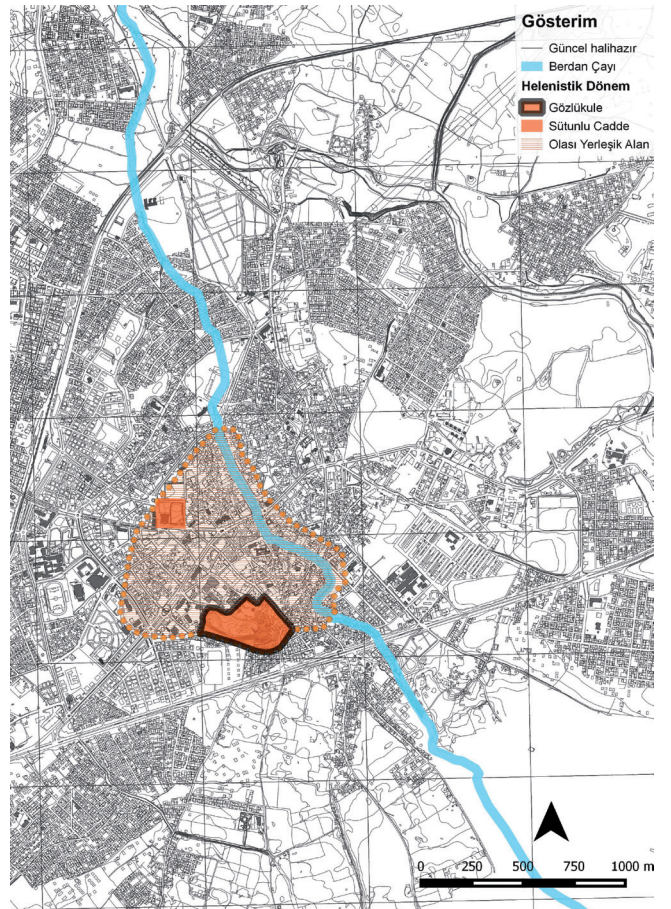 Gösterim
Güncel halihazır
Berdan Çayı
Helenistik Dönem
Gözlükule
Sütunlu Cadde
Olası Yerleşik Alan
0 250 500 750 1000 m